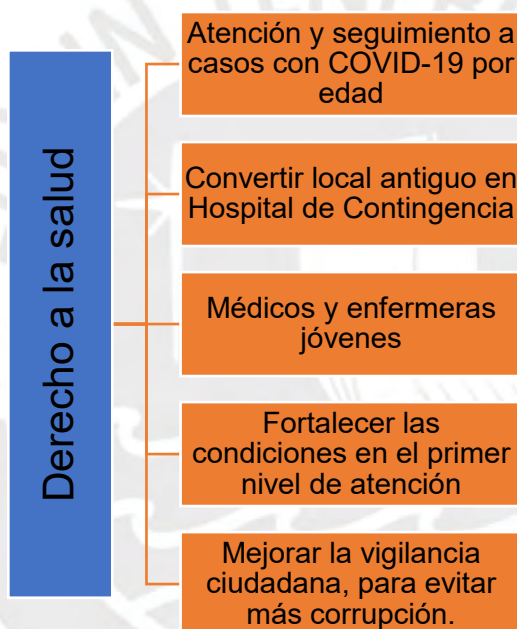 Derecho a la salud
Atención y seguimiento a
casos con COVID-19 por
edad
Convertir local antiguo en
Hospital de Contingencia
Médicos y enfermeras
jóvenes
Fortalecer las
condiciones en el primer
nivel de atención
Mejorar la vigilancia
ciudadana, para evitar
más corrupción.